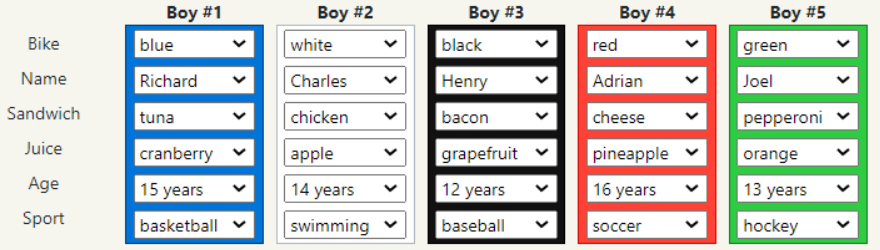 Boy #1 Boy #2 Boy #3 Boy #4 Boy #5
Bike blue white black red green
Name Richard Charles Henry Adrian Joel
Sandwich tuna chicken bacon cheese pepperoni
Juice cranberry apple grapefruit pineapple orange
Age 15 years 14 years 12 years 16 years 13 years
Sport basketball swimming baseball soccer hockey